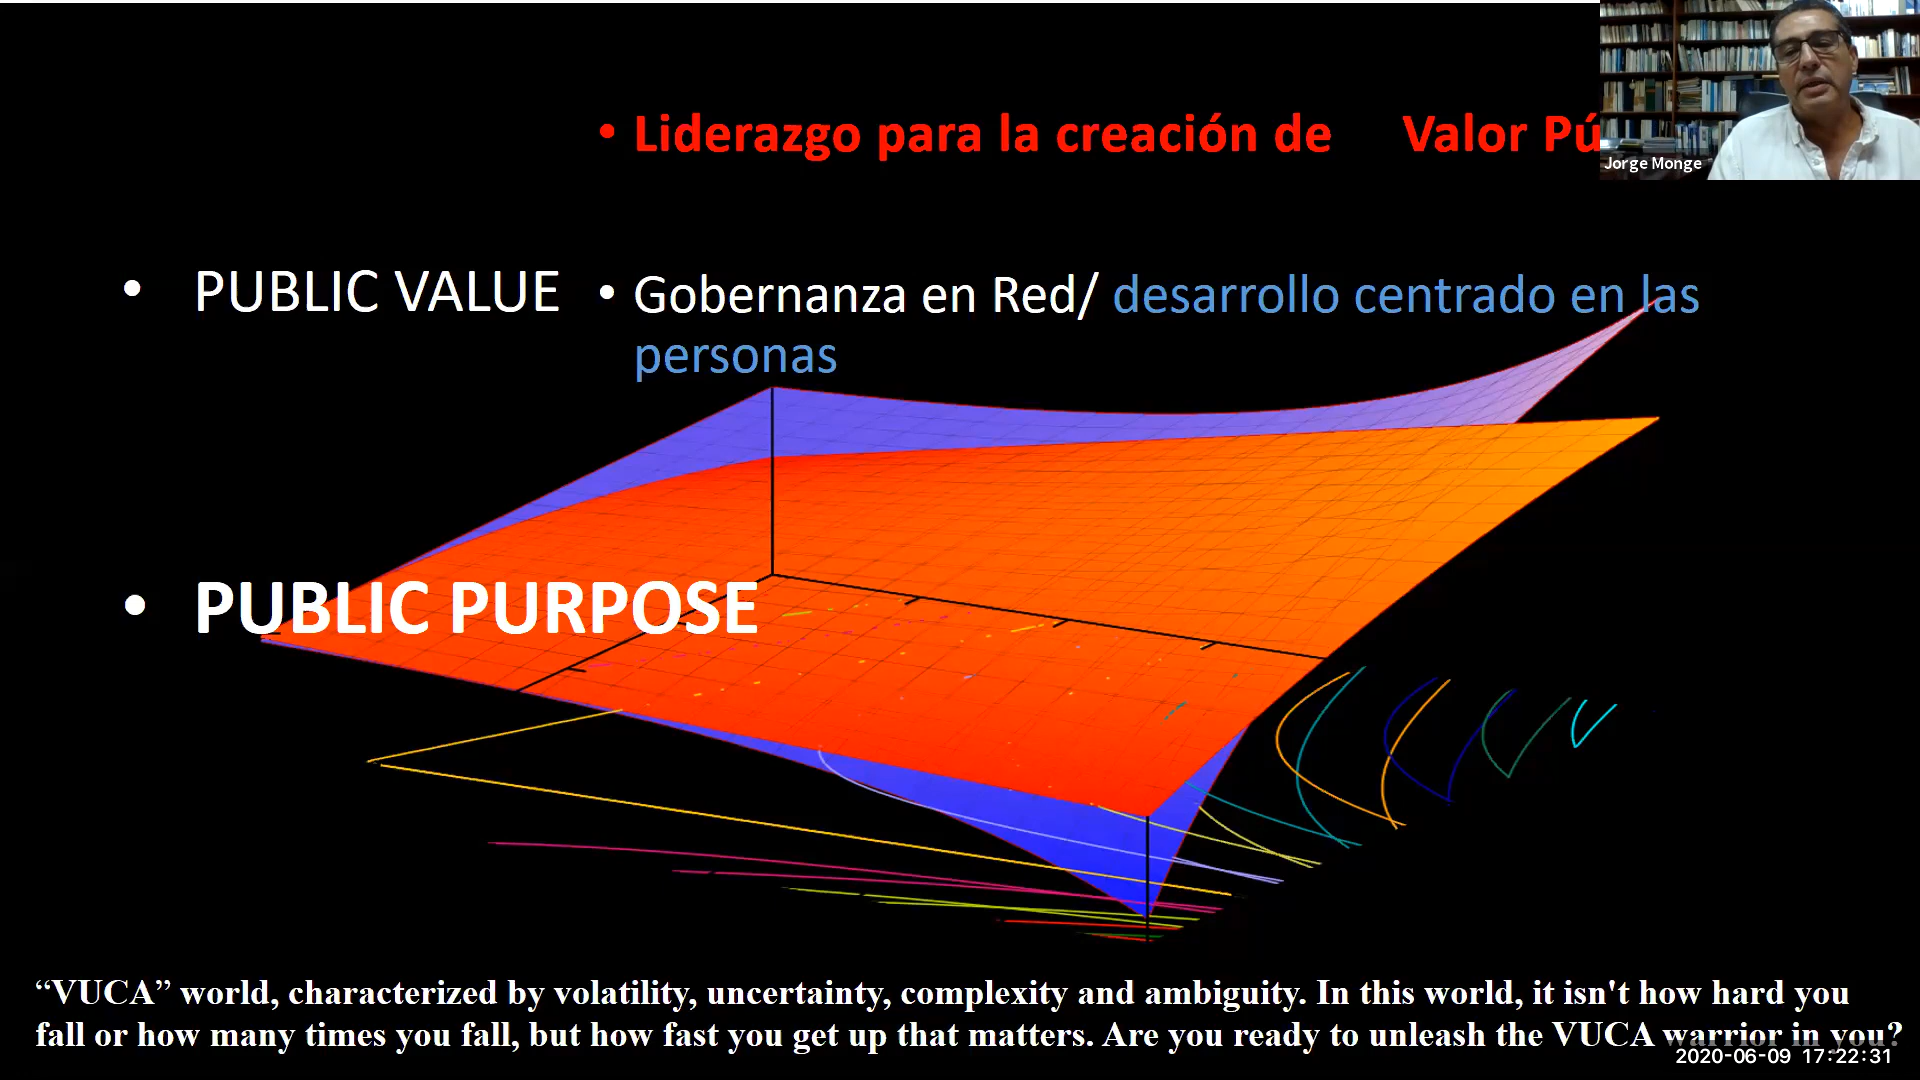 • Liderazgo para la creación de Valor Pú
Jorge Monge
• PUBLIC VALUE
• Gobernanza en Red/ desarrollo centrado en las
personas
• PUBLIC PURPOSE
“VUCA” world, characterized by volatility, uncertainty, complexity and ambiguity. In this world, it isn't how hard you
fall or how many times you fall, but how fast you get up that matters. Are you ready to unleash the VUCA warrior in you?
2020-06-09 17:22:31